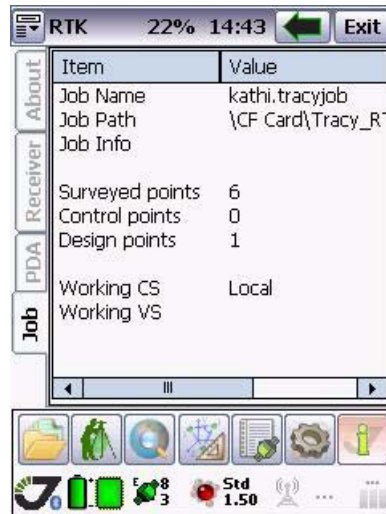 RTK 22% 14:43 Exit
About
Receiver
PDA
Job
Item Value
Job Name kathi.tracyjob
Job Path \CF Card\Tracy_RT
Job Info
Surveyed points 6
Control points 0
Design points 1
Working CS Local
Working VS
0
E 8
3
Std
1.50
...